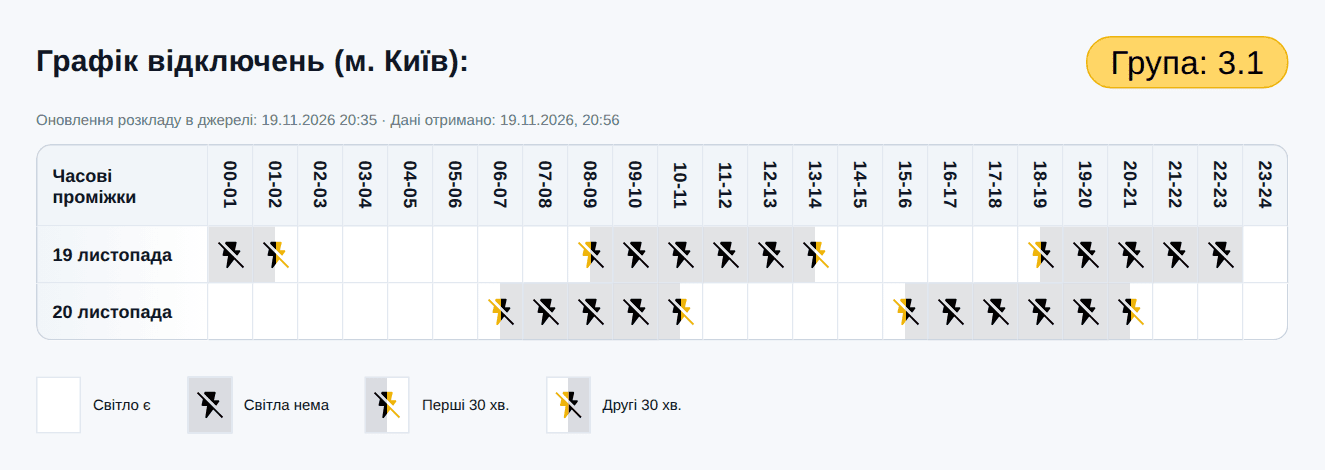 Графік відключень (м. Київ):
Група: 3.1
Оновлення розкладу в джерелі: 19.11.2026 20:35 · Дані отримано: 19.11.2026, 20:56
Часові
проміжки
00-01
01-02
02-03
03-04
04-05
05-06
06-07
07-08
08-09
09-10
10-11
11-12
12-13
13-14
14-15
15-16
16-17
17-18
18-19
19-20
20-21
21-22
22-23
23-24
19 листопада
20 листопада
Світло є
Світла нема
Перші 30 хв.
Другі 30 хв.